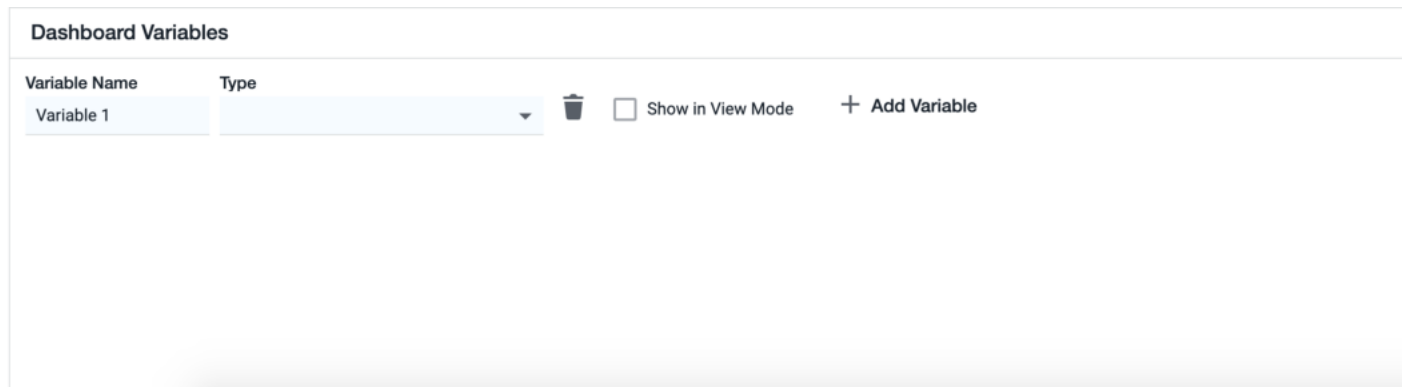 Dashboard Variables
Variable Name Type
Variable 1 Show in View Mode + Add Variable